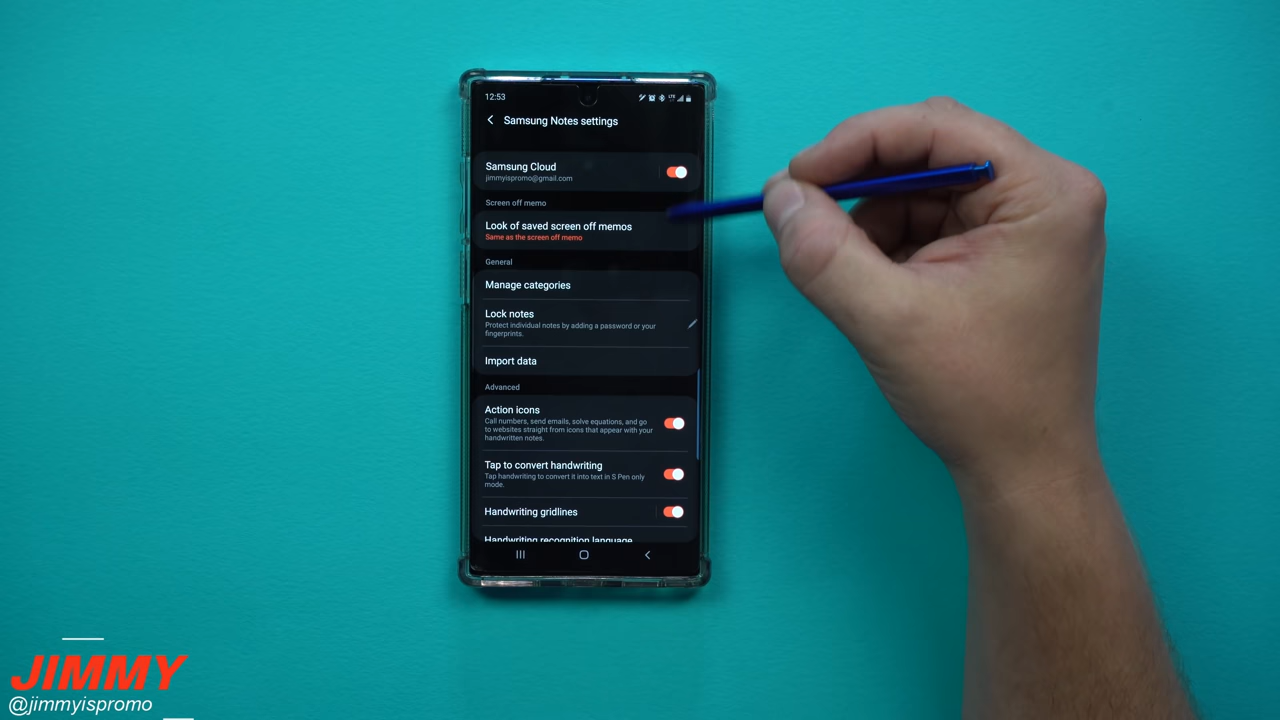 12:53
LTE
Samsung Notes settings
Samsung Cloud
jimmyispromo@gmail.com
Screen off memo
Look of saved screen off memos
Same as the screen off memo
General
Manage categories
Lock notes
Protect individual notes by adding a password or your
fingerprints.
Import data
Advanced
Action icons
Call numbers, send emails, solve equations, and go
to websites straight from icons that appear with your
handwritten notes.
Tap to convert handwriting
Tap handwriting to convert it into text in S Pen only
mode.
Handwriting gridlines
Handwriting recognition language
JIMMY
@jimmyispromo